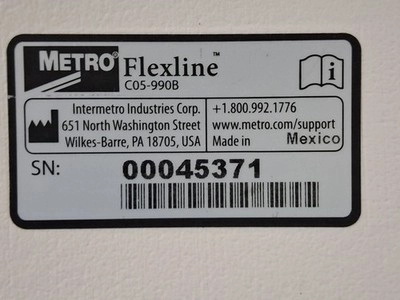 METRO® Flexline™
C05-990B
Intermetro Industries Corp.
651 North Washington Street
Wilkes-Barre, PA 18705, USA
+1.800.992.1776
www.metro.com/support
Made in Mexico
SN: 00045371